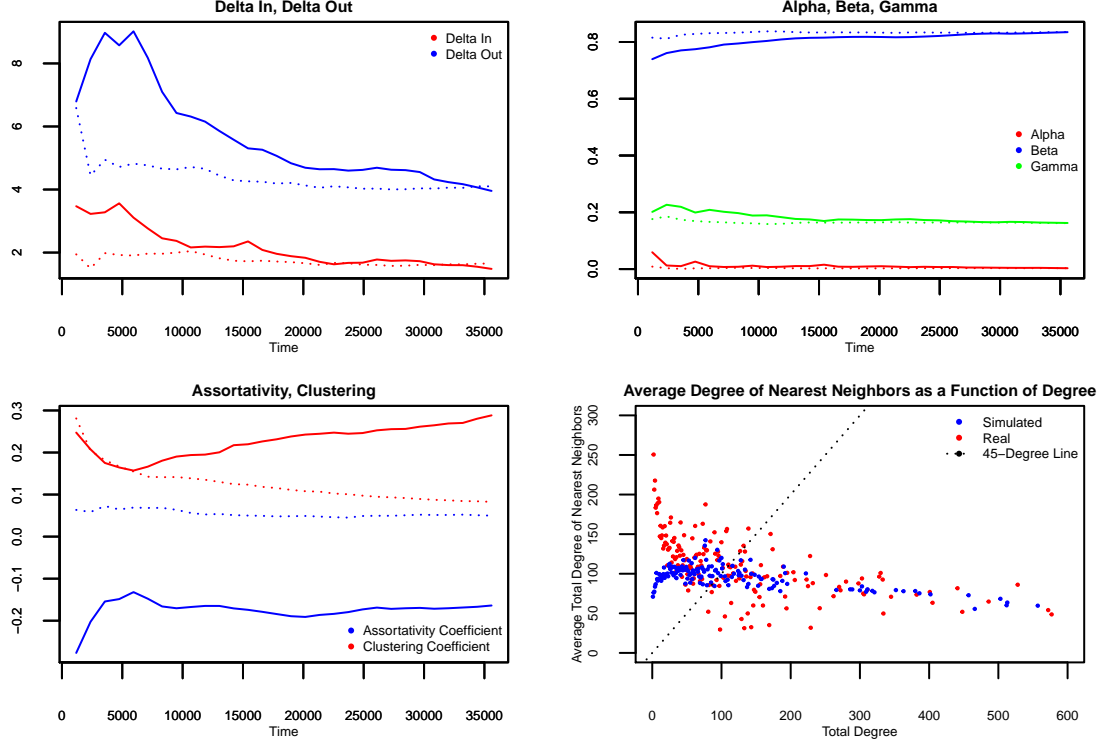 Delta In, Delta Out
Delta In
Delta Out
8
6
4
2
0 5000 10000 15000 20000 25000 30000 35000
Time
Alpha, Beta, Gamma
0.8
0.6
0.4
0.2
0.0
Alpha
Beta
Gamma
0 5000 10000 15000 20000 25000 30000 35000
Time
Assortativity, Clustering
0.3
0.2
0.1
0.0
−0.1
−0.2
Assortativity Coefficient
Clustering Coefficient
0 5000 10000 15000 20000 25000 30000 35000
Time
Average Degree of Nearest Neighbors as a Function of Degree
Average Total Degree of Nearest Neighbors
300
250
200
150
100
50
0
Simulated
Real
45−Degree Line
0 100 200 300 400 500 600
Total Degree